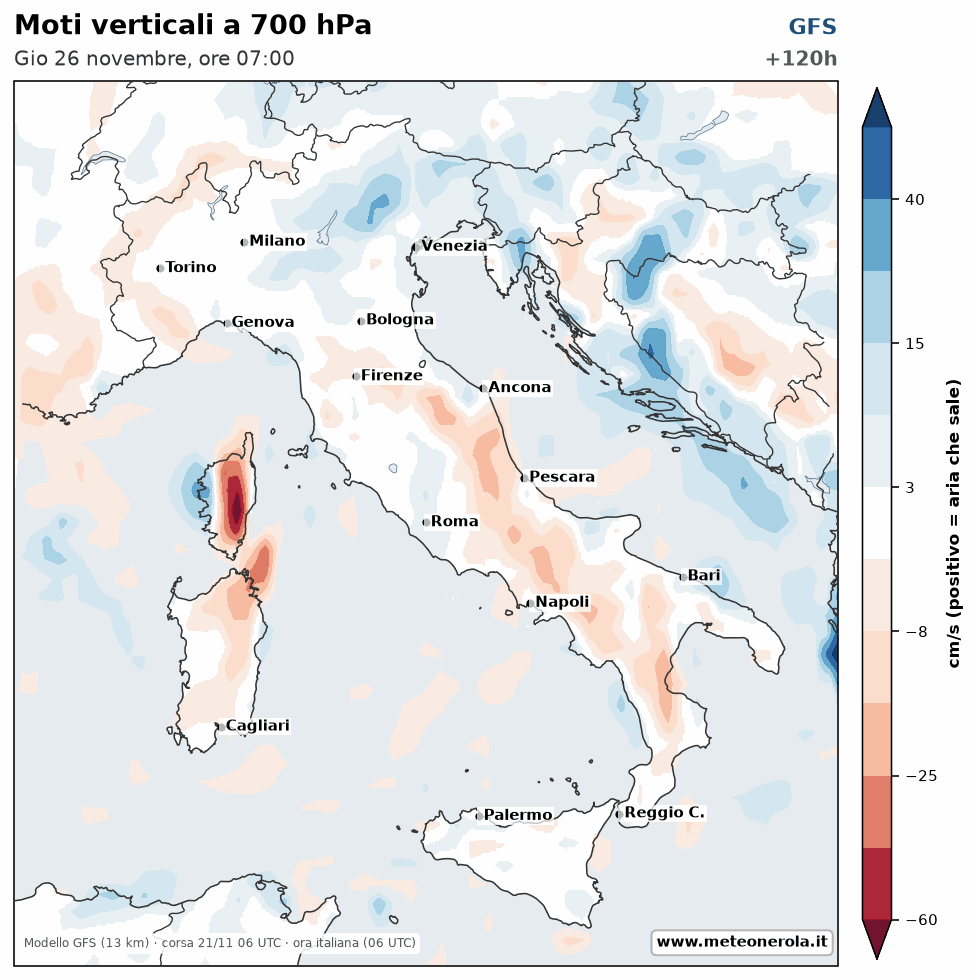 Moti verticali a 700 hPa
GFS
Gio 26 novembre, ore 07:00
+120h
Milano
Venezia
Torino
Genova
Bologna
Firenze
Ancona
Pescara
Roma
Bari
Napoli
Cagliari
Palermo
Reggio C.
40
15
3
−8
−25
−60
cm/s (positivo = aria che sale)
Modello GFS (13 km) · corsa 21/11 06 UTC · ora italiana (06 UTC)
www.meteonerola.it